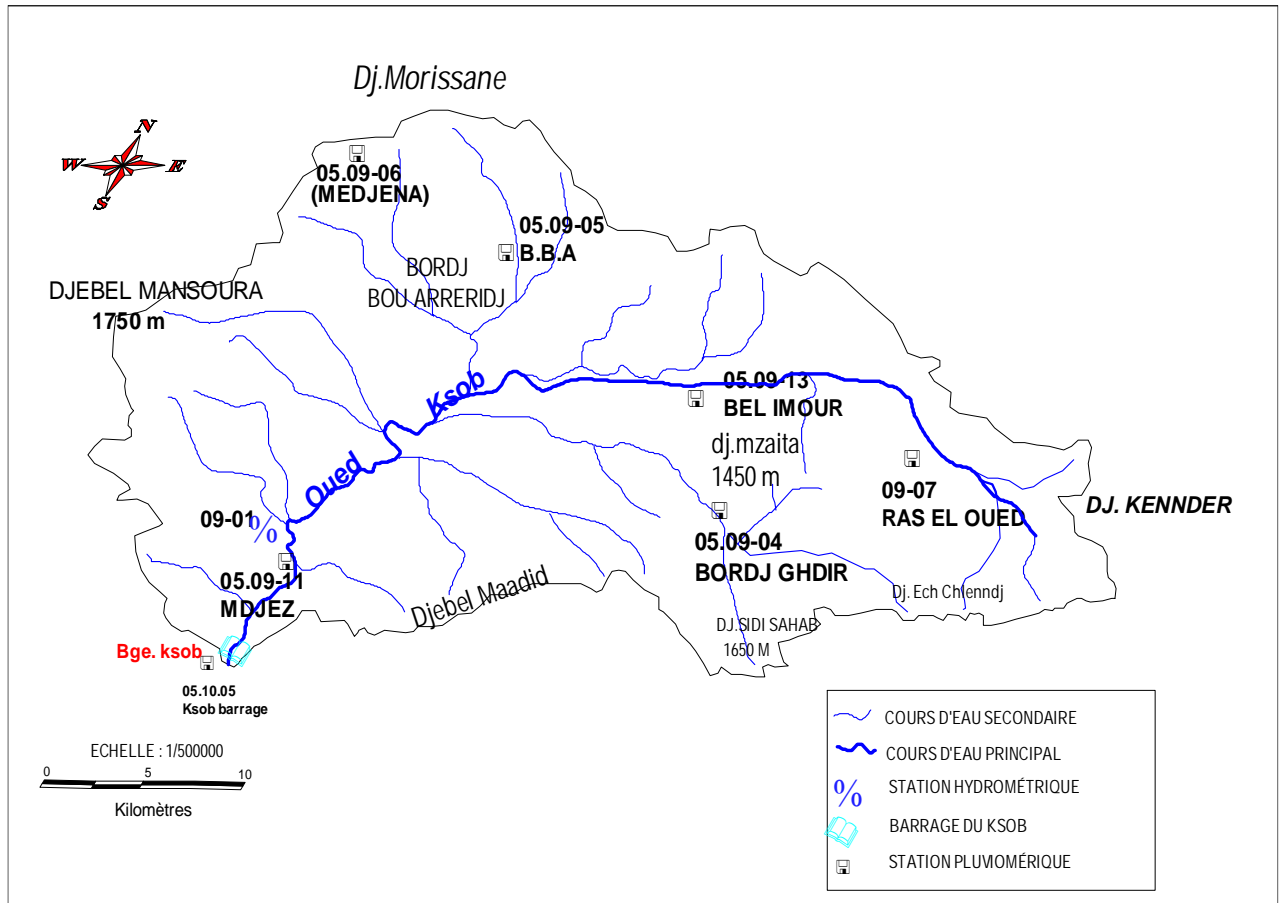 Dj.Morissane
N
W
E
S
05.09-06
(MEDJENA)
05.09-05
B.B.A
BORDJ
BOU ARRERIDJ
DJEBEL MANSOURA
1750 m
Ksob
Oued
05.09-13
BEL IMOUR
dj.mzaita
1450 m
09-07
RAS EL OUED
DJ. KENNDER
09-01
%
05.09-11
MDJEZ
05.09-04
BORDJ GHDIR
Djebel Maadid
Dj. Ech Chlenndj
DJ.SIDI SAHAB
1650 M
Bge. ksob
05.10.05
Ksob barrage
ECHELLE : 1/500000
0 5 10
Kilomètres
COURS D'EAU SECONDAIRE
COURS D'EAU PRINCIPAL
% STATION HYDROMÉTRIQUE
BARRAGE DU KSOB
STATION PLUVIOMÉRIQUE